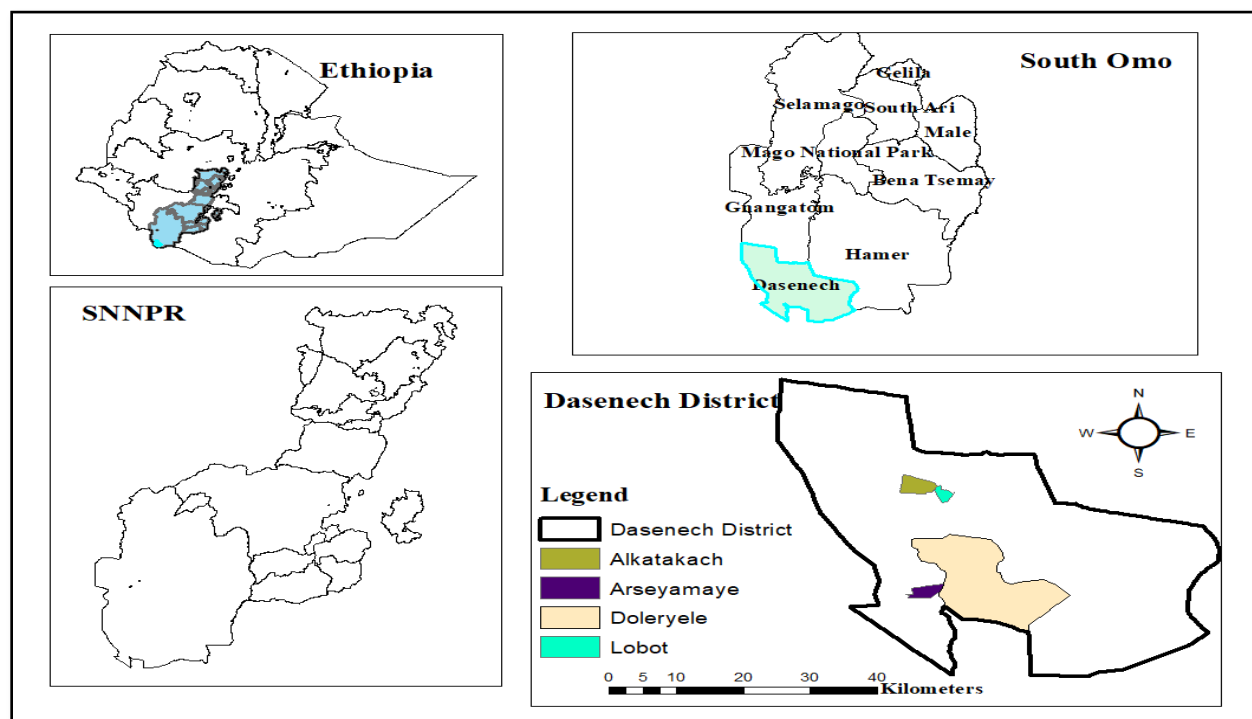 Ethiopia
South Omo
Gelila
Selamago
South Ari
Male
Mago National Park
Bena Tsemay
Gnangatom
Hamer
Dasenech
SNNPR
Dasenech District
N
W
E
S
Legend
Dasenech District
Alkatakach
Arseyamaye
Doleryele
Lobot
0 5 10 20 30 40
Kilometers